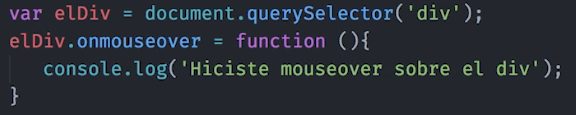 var elDiv = document.querySelector('div');
elDiv.onmouseover = function (){
console.log('Hiciste mouseover sobre el div');
}